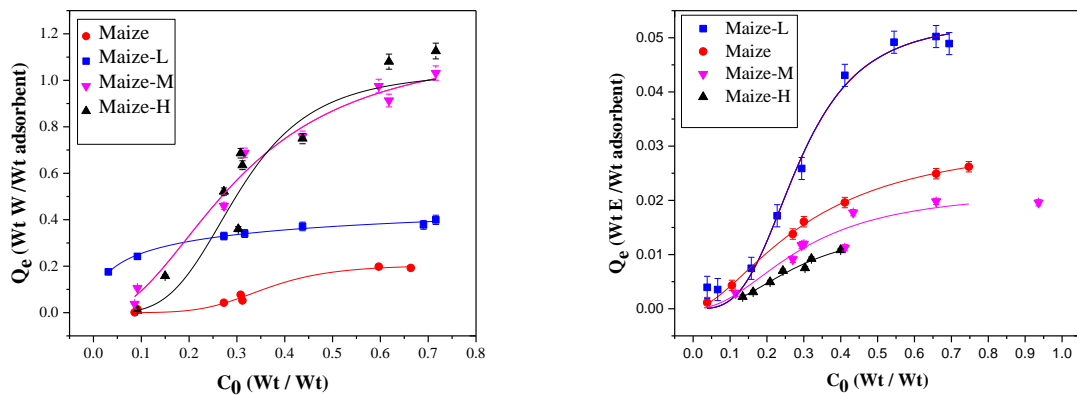 Maize
Maize-L
Maize-M
Maize-H
Qe (Wt W /Wt adsorbent)
1.2
1.0
0.8
0.6
0.4
0.2
0.0
0.0 0.1 0.2 0.3 0.4 0.5 0.6 0.7 0.8
C0 (Wt / Wt)
Maize-L
Maize
Maize-M
Maize-H
Qe (Wt E /Wt adsorbent)
0.05
0.04
0.03
0.02
0.01
0.00
0.0 0.1 0.2 0.3 0.4 0.5 0.6 0.7 0.8 0.9 1.0
C0 (Wt / Wt)